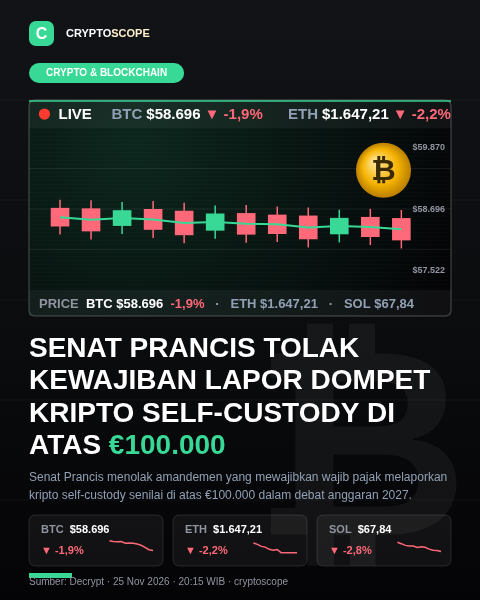 C CRYPTOSCOPE
CRYPTO & BLOCKCHAIN
LIVE BTC $58.696 ▼ -1,9% ETH $1.647,21 ▼ -2,2%
₿
$59.870
$58.696
$57.522
PRICE BTC $58.696 -1,9% · ETH $1.647,21 · SOL $67,84
SENAT PRANCIS TOLAK
KEWAJIBAN LAPOR DOMPET
KRIPTO SELF-CUSTODY DI
ATAS €100.000
Senat Prancis menolak amandemen yang mewajibkan wajib pajak melaporkan
kripto self-custody senilai di atas €100.000 dalam debat anggaran 2027.
BTC $58.696
▼ -1,9%
ETH $1.647,21
▼ -2,2%
SOL $67,84
▼ -2,8%
Sumber: Decrypt · 25 Nov 2026 · 20:15 WIB · cryptoscope